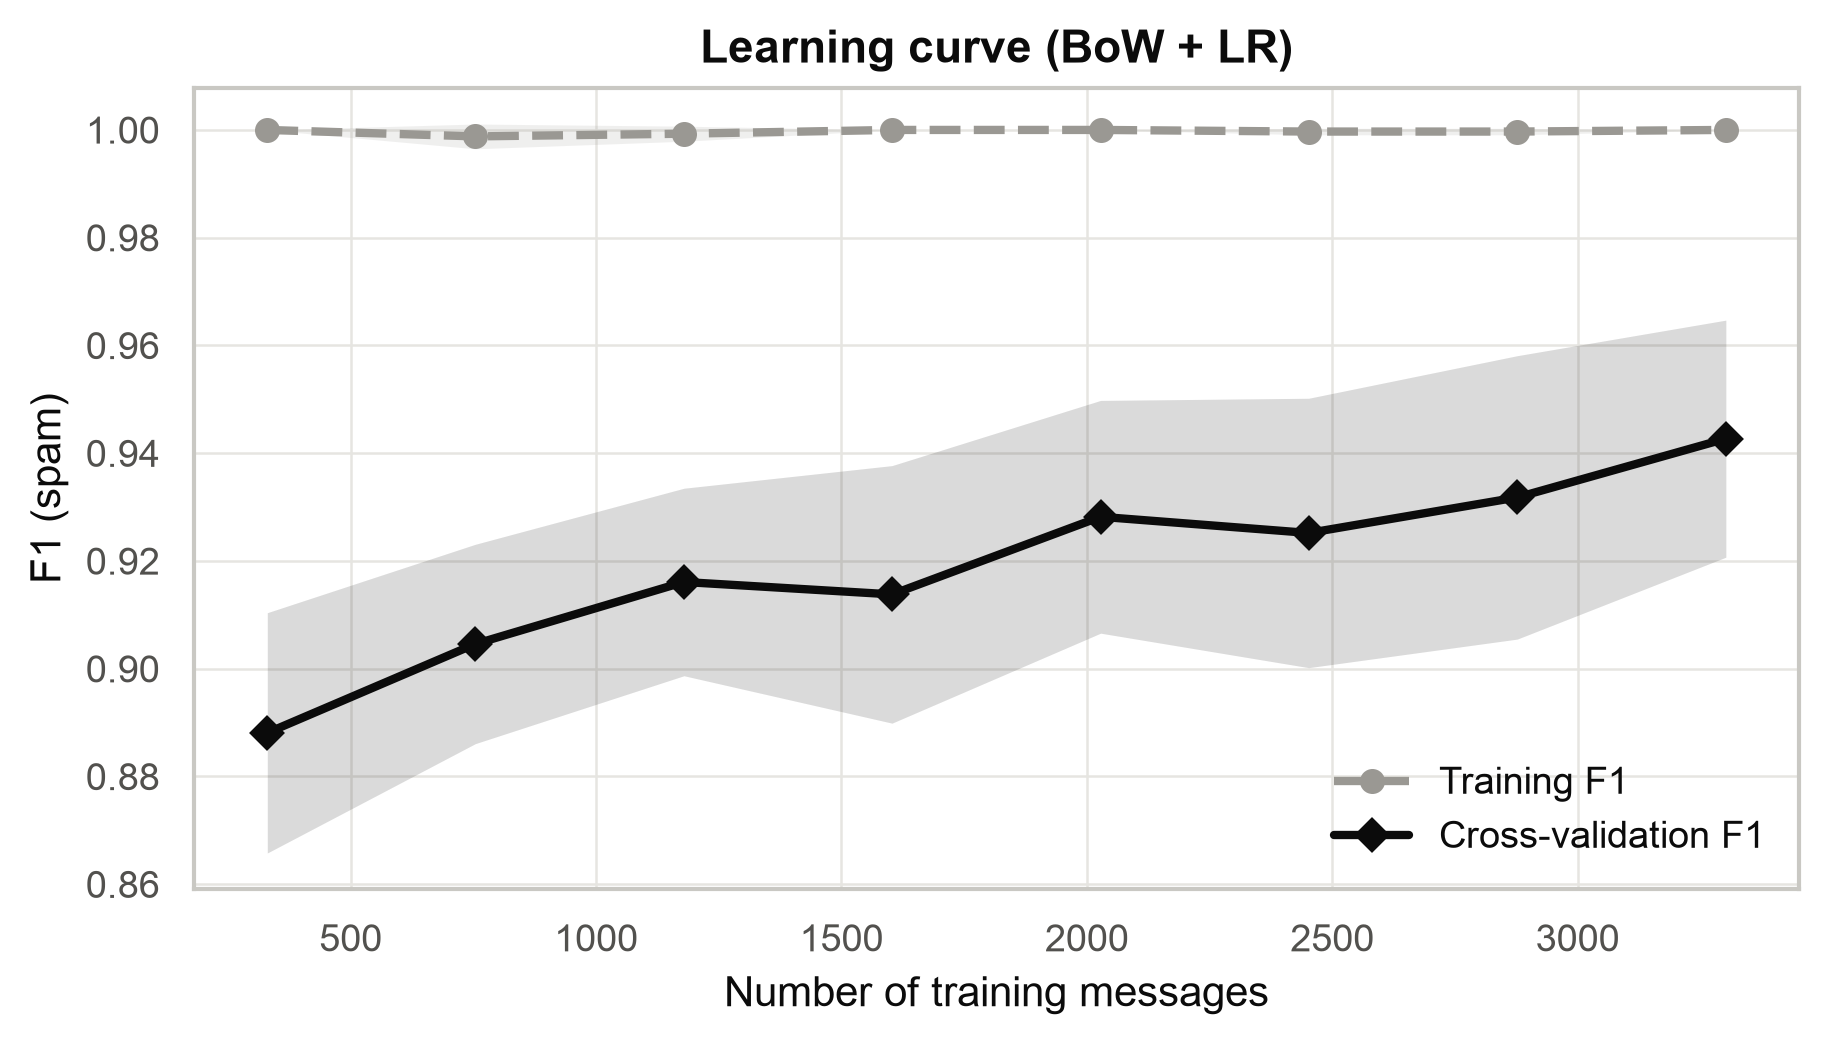 Learning curve (BoW + LR)
1.00
0.98
0.96
0.94
0.92
0.90
0.88
0.86
F1 (spam)
Training F1
Cross-validation F1
500 1000 1500 2000 2500 3000
Number of training messages